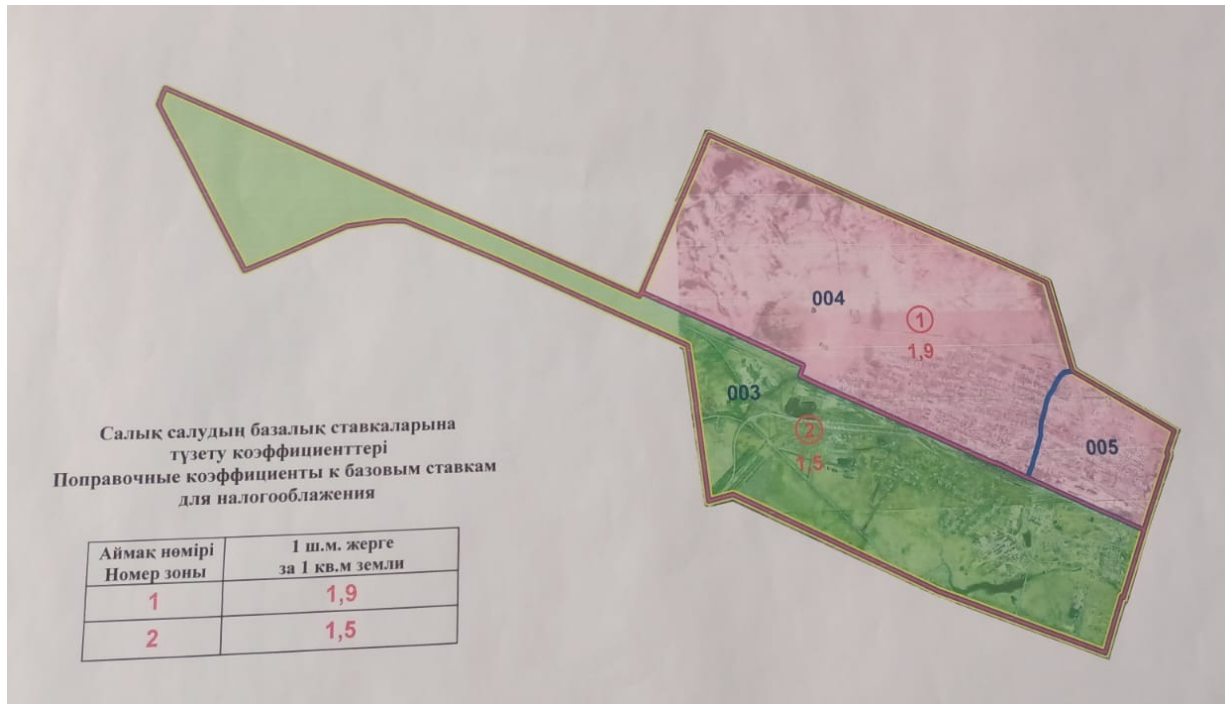 004
1
1,9
003
2
1,5
005
Салық салудың базалық ставкаларына
түзету коэффициенттері
Поправочные коэффициенты к базовым ставкам
для налогооблажения
Аймақ нөмірі
Номер зоны
1 ш.м. жерге
за 1 кв.м земли
1
1,9
2
1,5